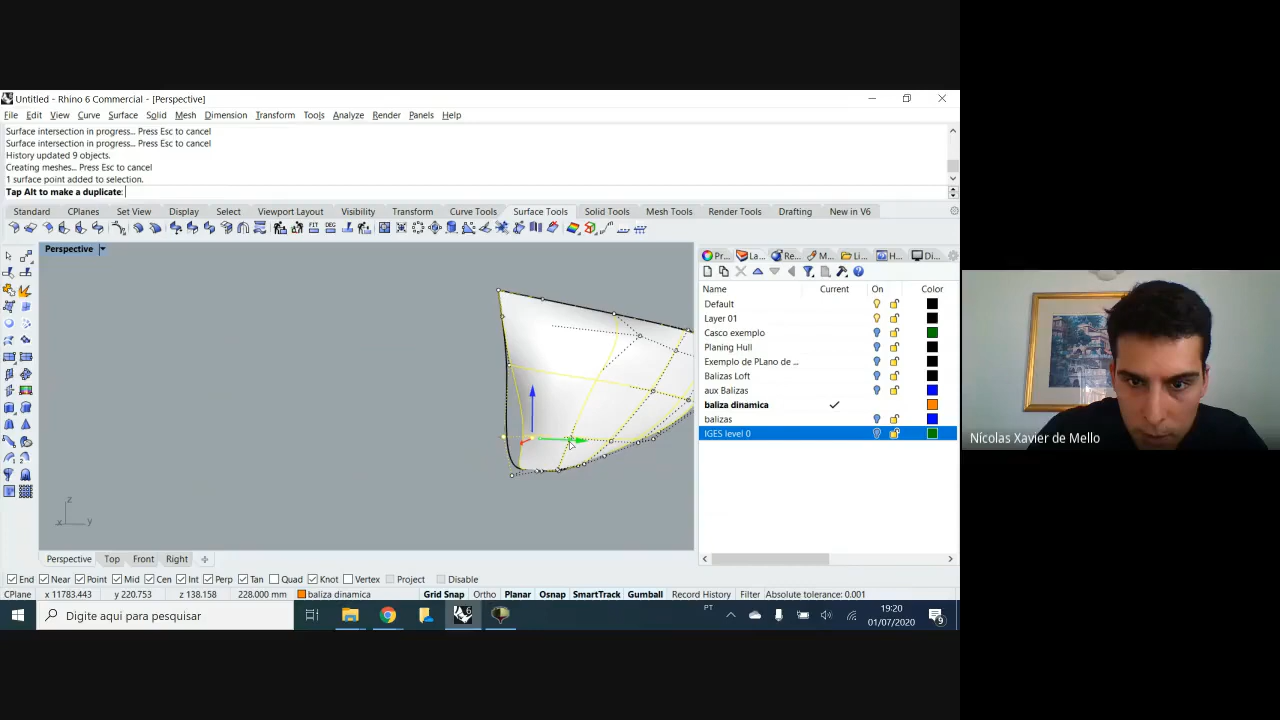 Untitled - Rhino 6 Commercial - [Perspective]
File Edit View Curve Surface Solid Mesh Dimension Transform Tools Analyze Render Panels Help
Surface intersection in progress... Press Esc to cancel
Surface intersection in progress... Press Esc to cancel
History updated 9 objects.
Creating meshes... Press Esc to cancel
1 surface point added to selection.
Tap Alt to make a duplicate:
Standard CPlanes Set View Display Select Viewport Layout Visibility Transform Curve Tools Surface Tools Solid Tools Mesh Tools Render Tools Drafting New in V6
Perspective
Pr... La... Re... M... Li... H... Di...
Name Current On Color
Default
Layer 01
Casco exemplo
Planing Hull
Exemplo de PLano de ...
Balizas Loft
aux Balizas
baliza dinamica
balizas
IGES level 0
Nícolas Xavier de Mello
z
x y
Perspective Top Front Right
End Near Point Mid Cen Int Perp Tan Quad Knot Vertex Project Disable
CPlane x 11783.443 y 220.753 z 138.158 228.000 mm baliza dinamica Grid Snap Ortho Planar Osnap SmartTrack Gumball Record History Filter Absolute tolerance: 0.001
Digite aqui para pesquisar
PT
19:20
01/07/2020
9